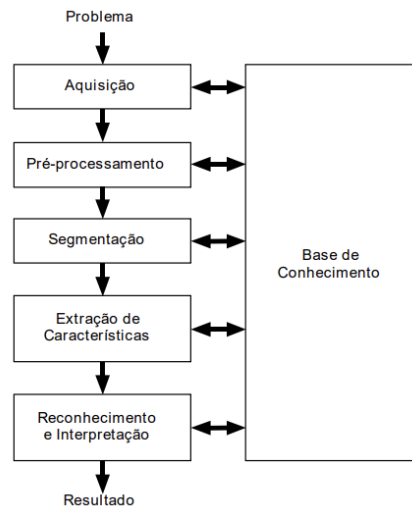 Problema
Aquisição
Pré-processamento
Segmentação
Base de
Conhecimento
Extração de
Características
Reconhecimento
e Interpretação
Resultado